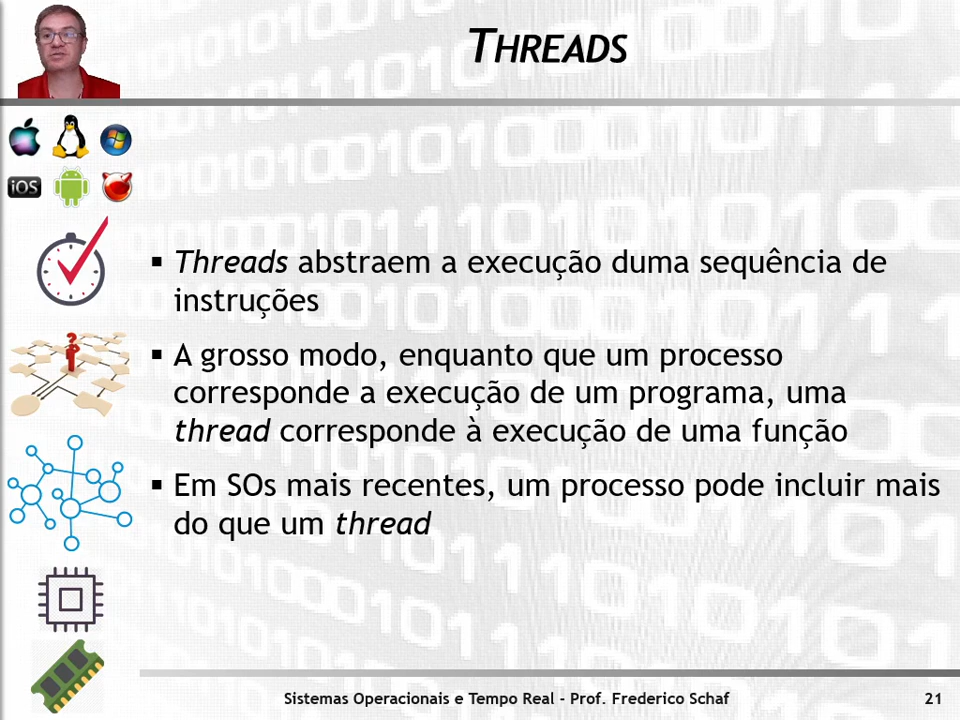 THREADS
iOS
Threads abstraem a execução duma sequência de
instruções
A grosso modo, enquanto que um processo
corresponde a execução de um programa, uma
thread corresponde à execução de uma função
Em SOs mais recentes, um processo pode incluir mais
do que um thread
Sistemas Operacionais e Tempo Real - Prof. Frederico Schaf 21